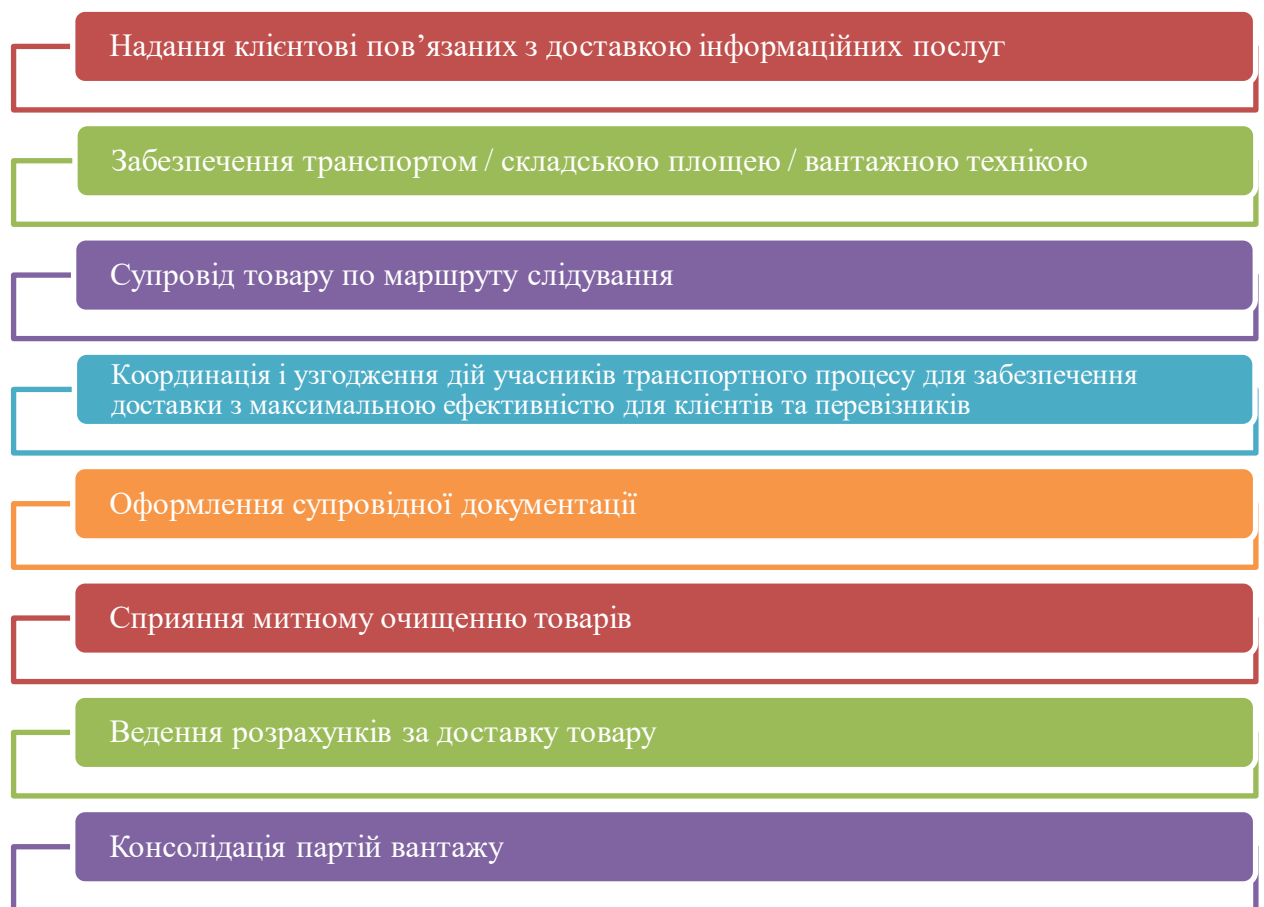 Надання клієнтові пов’язаних з доставкою інформаційних послуг
Забезпечення транспортом / складською площею / вантажною технікою
Супровід товару по маршруту слідування
Координація і узгодження дій учасників транспортного процесу для забезпечення
доставки з максимальною ефективністю для клієнтів та перевізників
Оформлення супровідної документації
Сприяння митному очищенню товарів
Ведення розрахунків за доставку товару
Консолідація партій вантажу